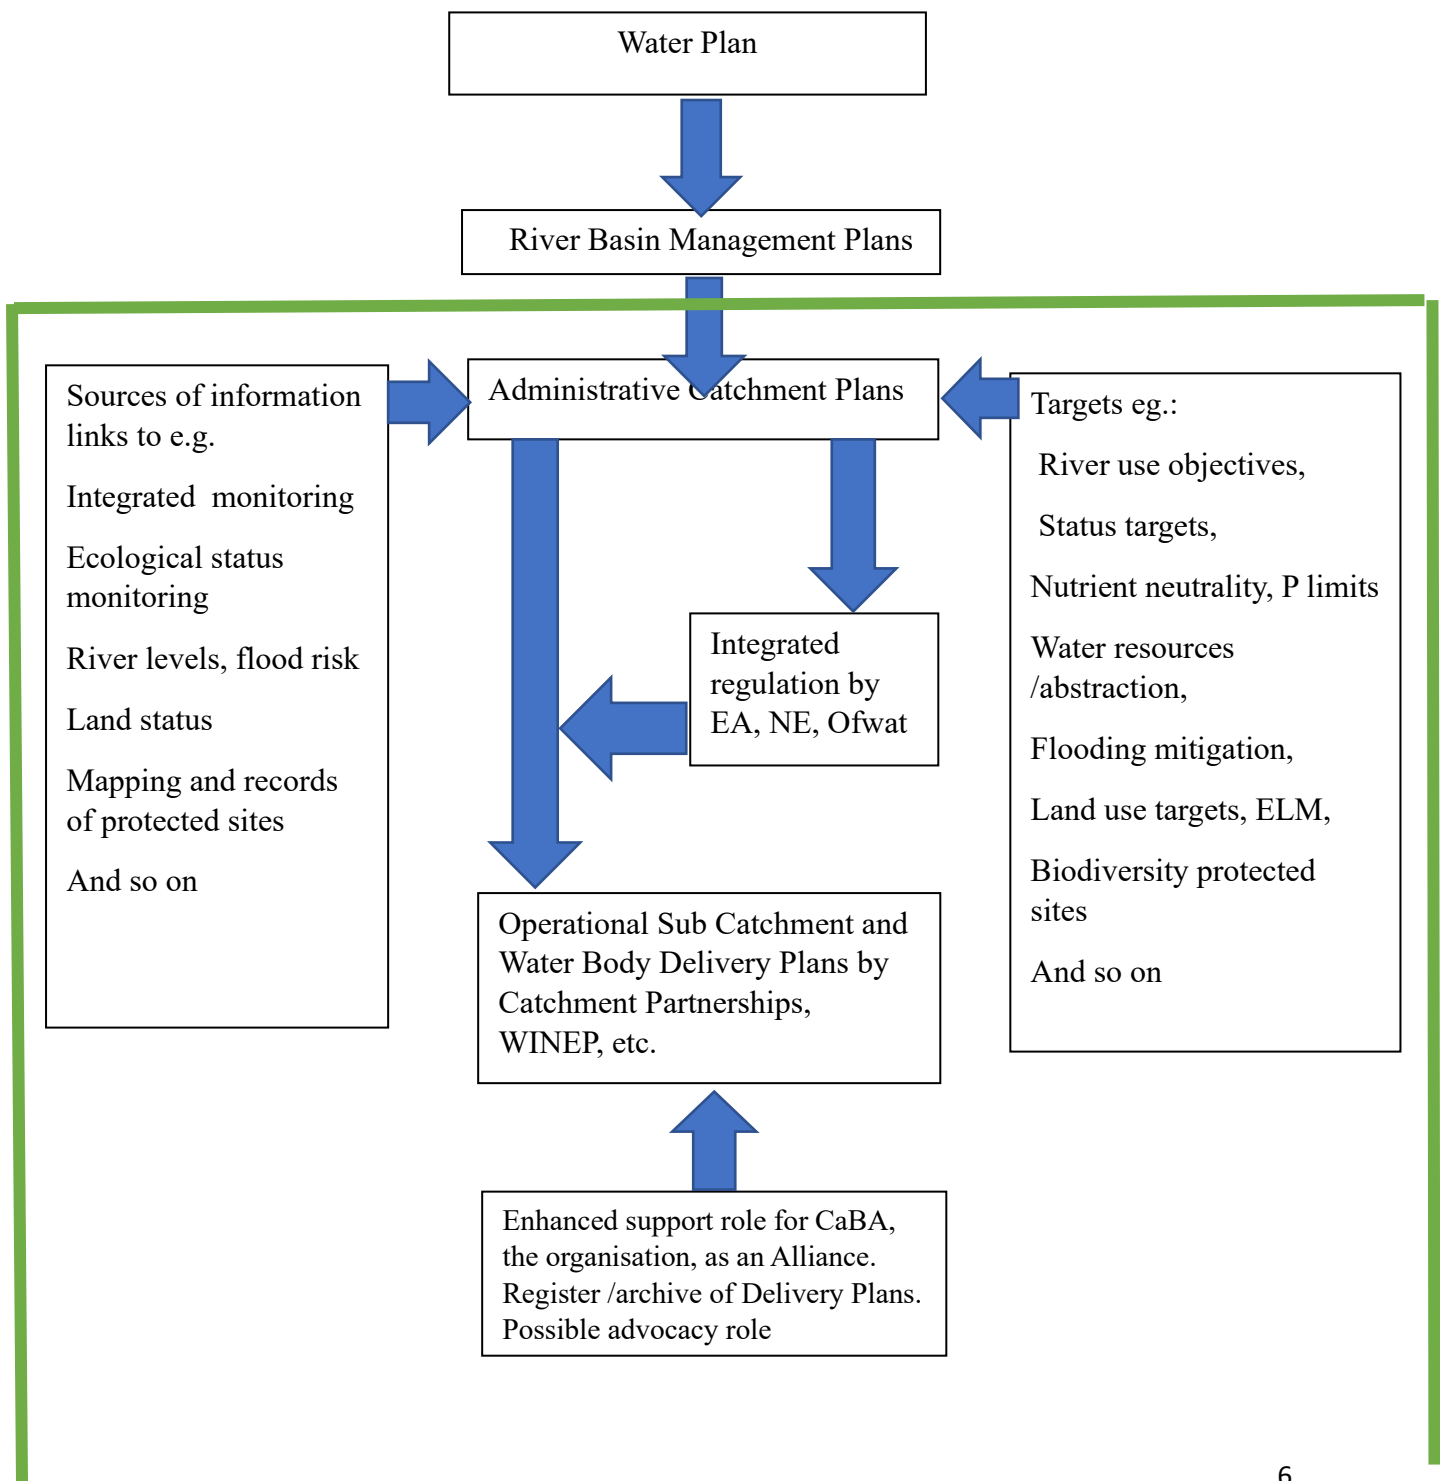 Water Plan
River Basin Management Plans
Administrative Catchment Plans
Sources of information
links to e.g.
Integrated  monitoring
Ecological status
monitoring
River levels, flood risk
Land status
Mapping and records
of protected sites
And so on
Targets eg.:
River use objectives,
Status targets,
Nutrient neutrality, P limits
Water resources
/abstraction,
Flooding mitigation,
Land use targets, ELM,
Biodiversity protected
sites
And so on
Integrated
regulation by
EA, NE, Ofwat
Operational Sub Catchment and
Water Body Delivery Plans by
Catchment Partnerships,
WINEP, etc.
Enhanced support role for CaBA,
the organisation, as an Alliance.
Register /archive of Delivery Plans.
Possible advocacy role
6